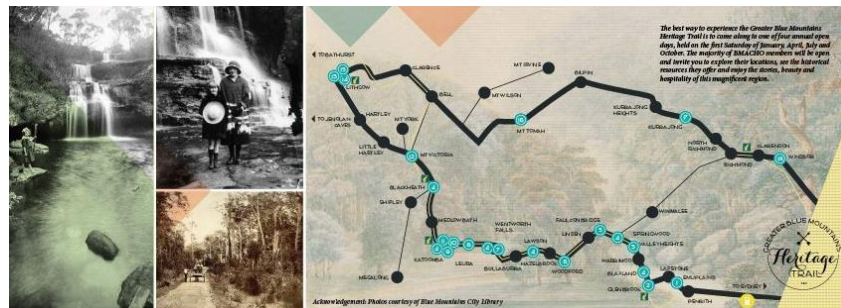 The best way to experience the Greater Blue Mountains
Heritage Trail is to come along to one of four annual open
days, held on the first Saturday of January, April, July and
October. The majority of BMACHO members will be open
and invite you to explore their locations, see the historical
resources they offer and enjoy the stories, beauty and
hospitality of this magnificent region.
TO BATHURST
CLARENCE
LITHGOW
BELL
MT IRVINE
MT WILSON
BILPIN
TO JENOLAN
CAVES
HARTLEY
MT YORK
LITTLE
HARTLEY
MT VICTORIA
MT TOMAH
KURRAJONG
HEIGHTS
KURRAJONG
NORTH
RICHMOND
RICHMOND
CLARENDON
WINDSOR
BLACKHEATH
SHIPLEY
MEDLOW BATH
MEGALONG
KATOOMBA
LEURA
WENTWORTH
FALLS
BULLABURRA
LAWSON
HAZELBROOK
WOODFORD
LINDEN
FAULCONBRIDGE
SPRINGWOOD
VALLEY HEIGHTS
WINMALEE
WARRIMOO
BLAXLAND
GLENBROOK
LAPSTONE
EMU PLAINS
PENRITH
TO SYDNEY
GREATER BLUE MOUNTAINS
Heritage
TRAIL
Acknowledgement: Photos courtesy of Blue Mountains City Library